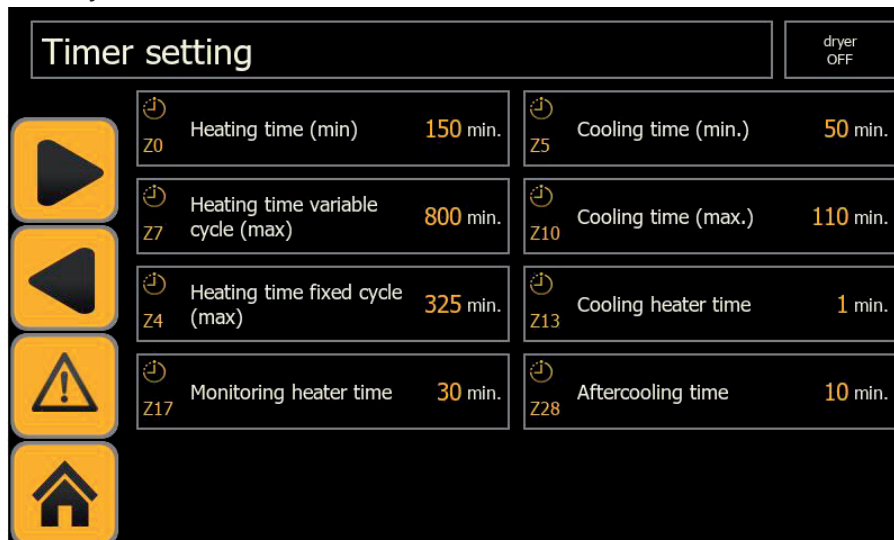 Timer setting
dryer
OFF
Z0 Heating time (min) 150 min.
Z5 Cooling time (min.) 50 min.
Z7 Heating time variable
cycle (max) 800 min.
Z10 Cooling time (max.) 110 min.
Z4 Heating time fixed cycle
(max) 325 min.
Z13 Cooling heater time 1 min.
Z17 Monitoring heater time 30 min.
Z28 Aftercooling time 10 min.